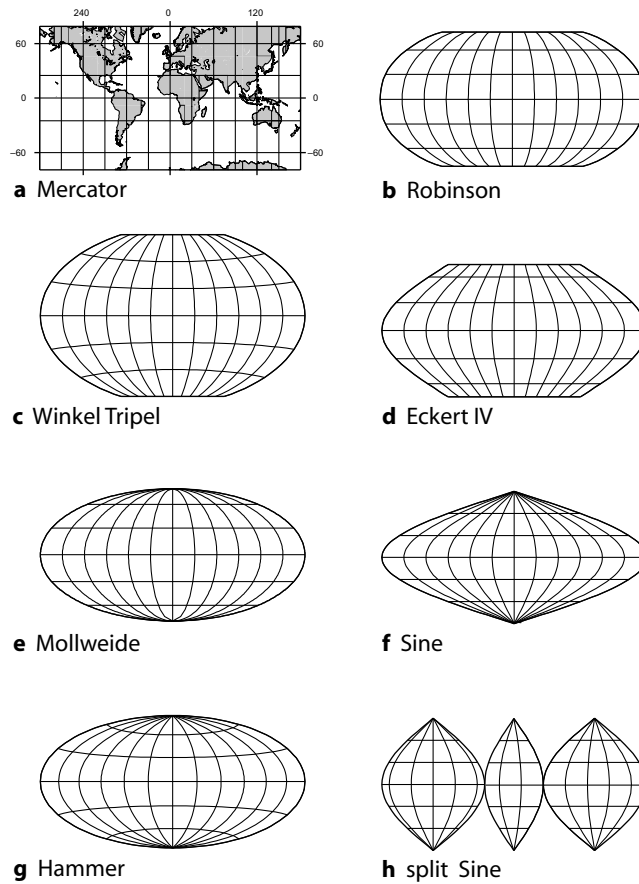 240 0 120
60 60
0 0
−60 −60
a Mercator
b Robinson
c Winkel Tripel
d Eckert IV
e Mollweide
f Sine
g Hammer
h split Sine